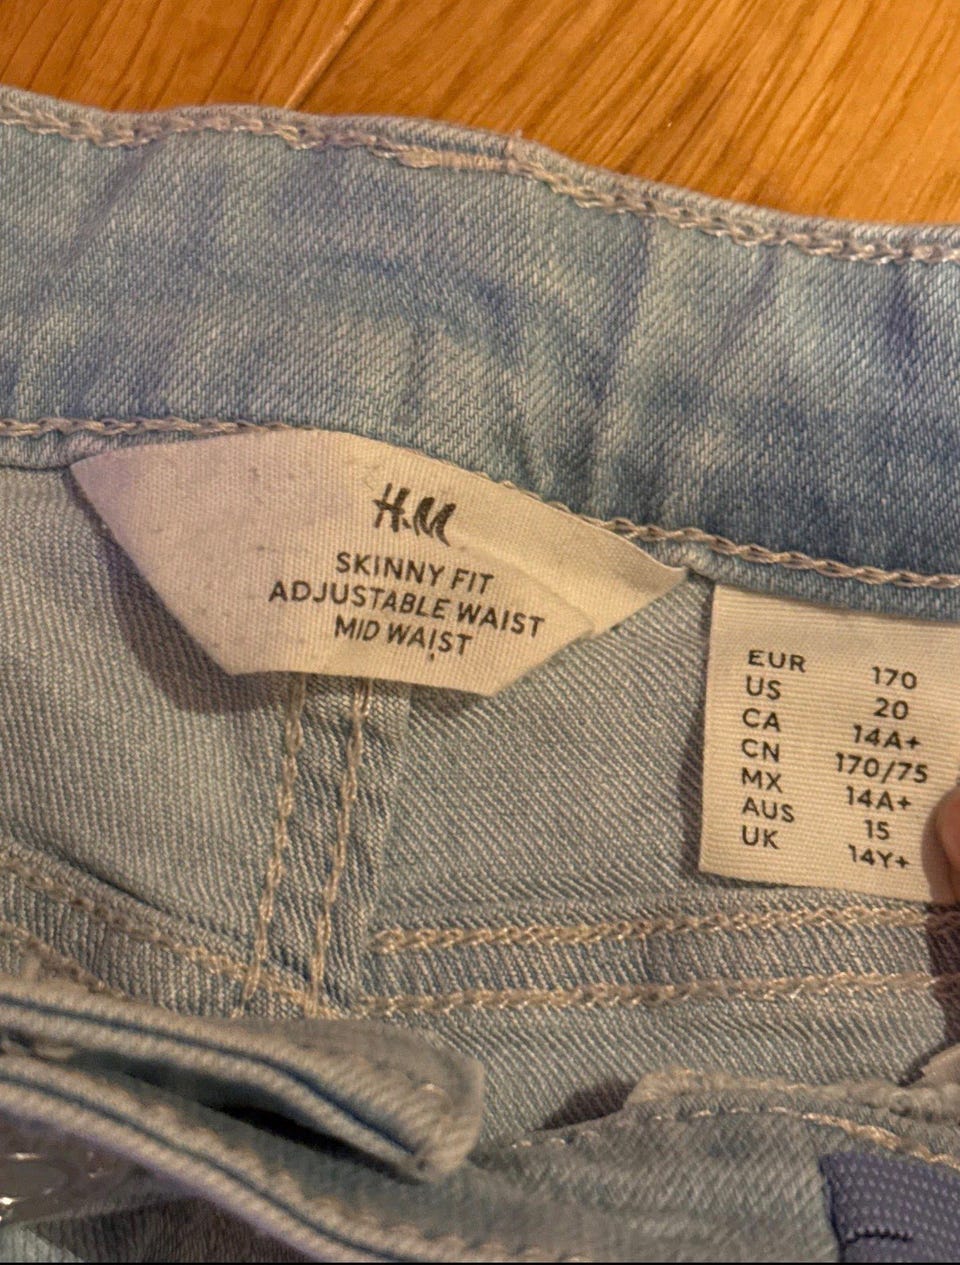 H.M
SKINNY FIT
ADJUSTABLE WAIST
MID WAIST
EUR 170
US 20
CA 14A+
CN 170/75
MX 14A+
AUS 15
UK 14Y+